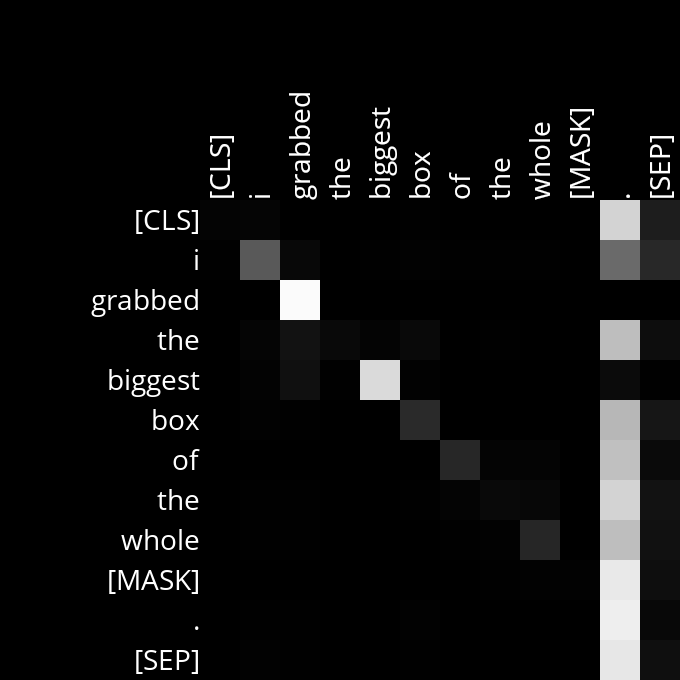 [CLS] i grabbed the biggest box of the whole [MASK] . [SEP]
[CLS]
i
grabbed
the
biggest
box
of
the
whole
[MASK]
.
[SEP]